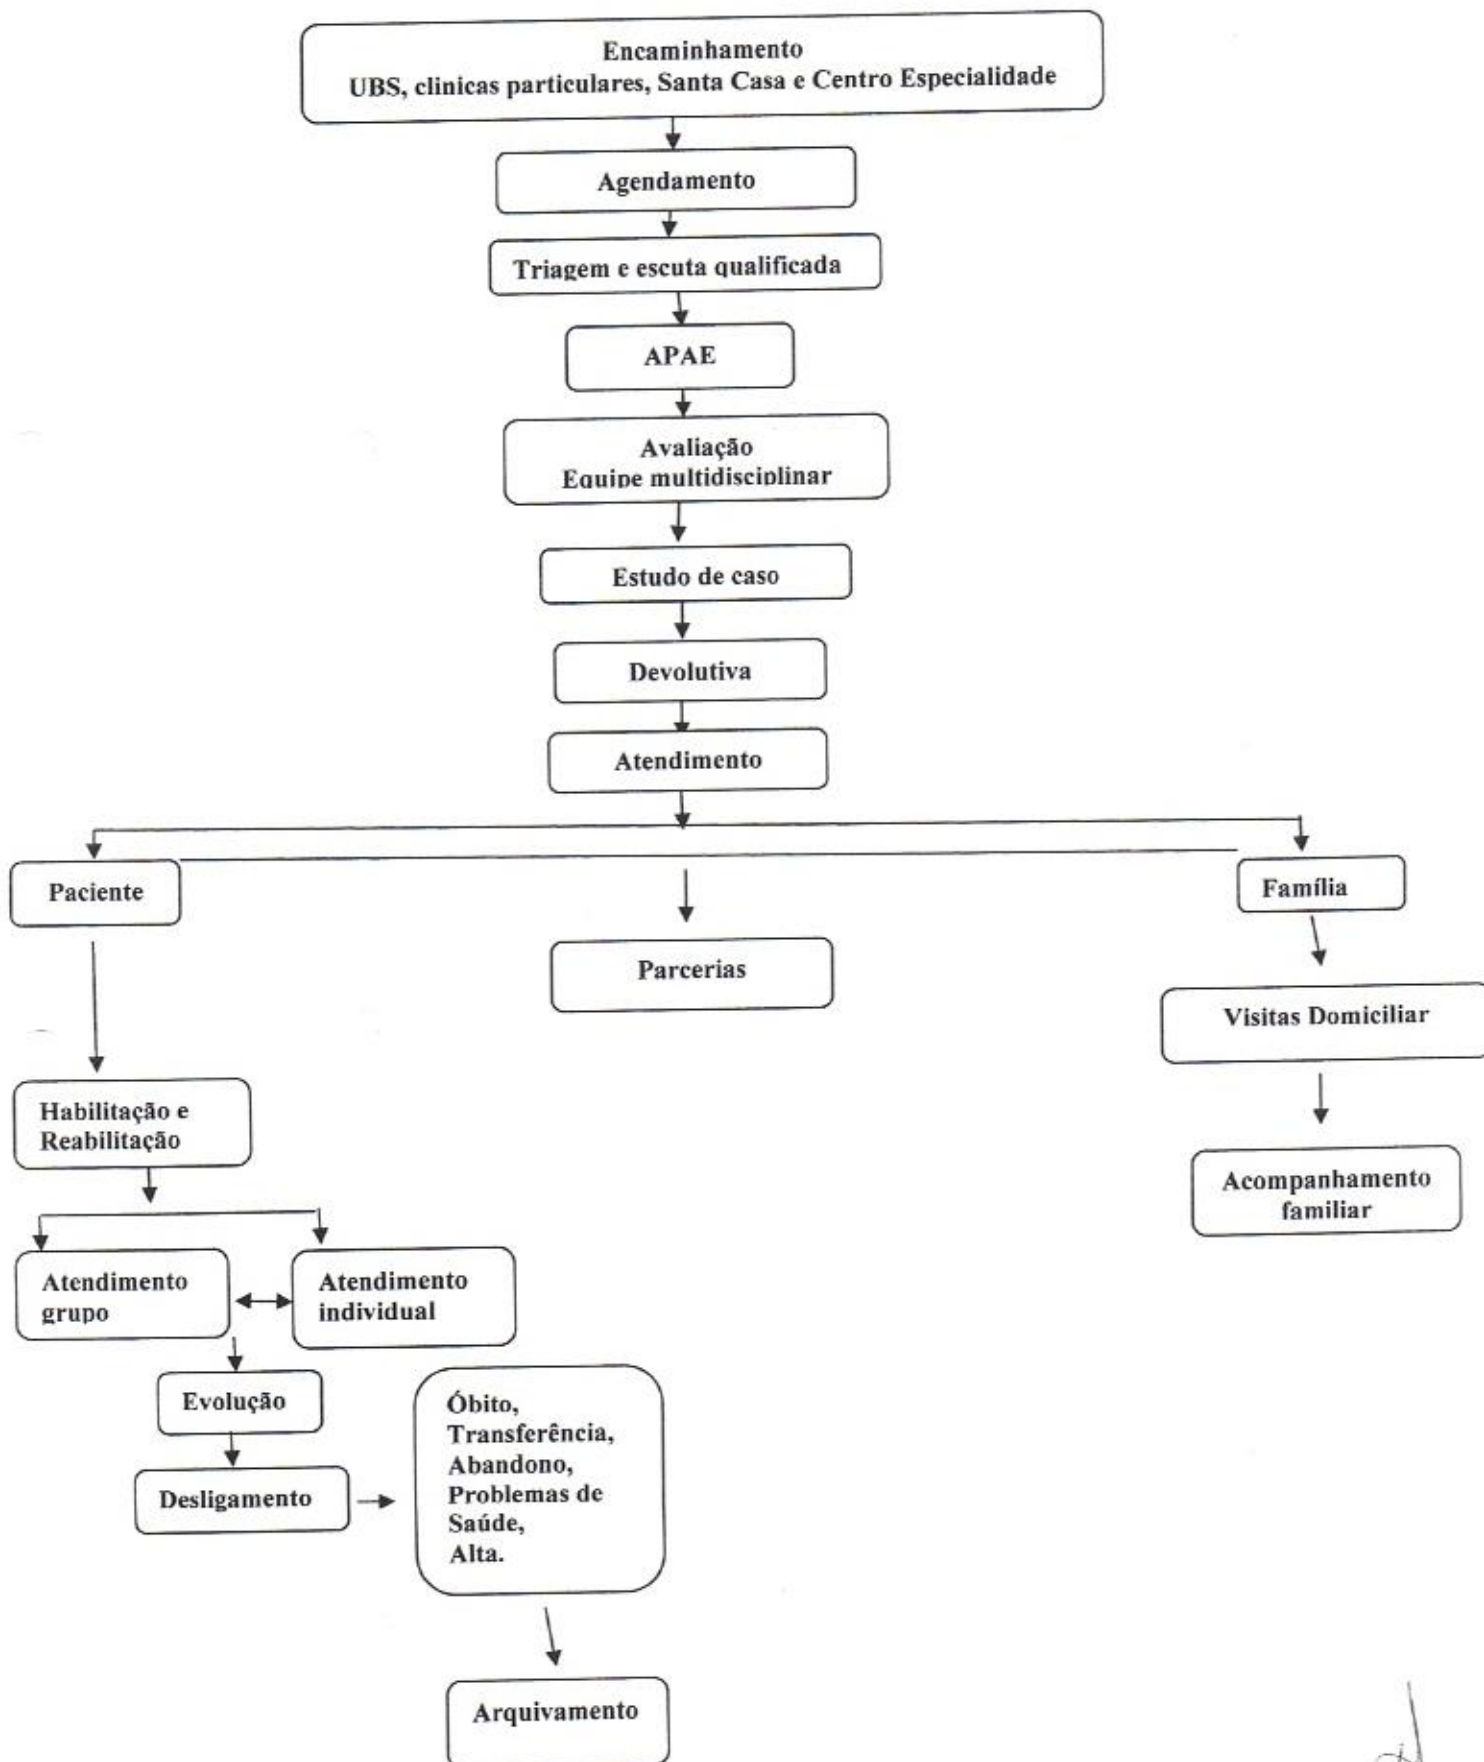 Encaminhamento
UBS, clinicas particulares, Santa Casa e Centro Especialidade
Agendamento
Triagem e escuta qualificada
APAE
Avaliação
Equipe multidisciplinar
Estudo de caso
Devolutiva
Atendimento
Paciente
Família
Parcerias
Visitas Domiciliar
Habilitação e
Reabilitação
Acompanhamento
familiar
Atendimento
grupo
Atendimento
individual
Evolução
Desligamento
Óbito,
Transferência,
Abandono,
Problemas de
Saúde,
Alta.
Arquivamento